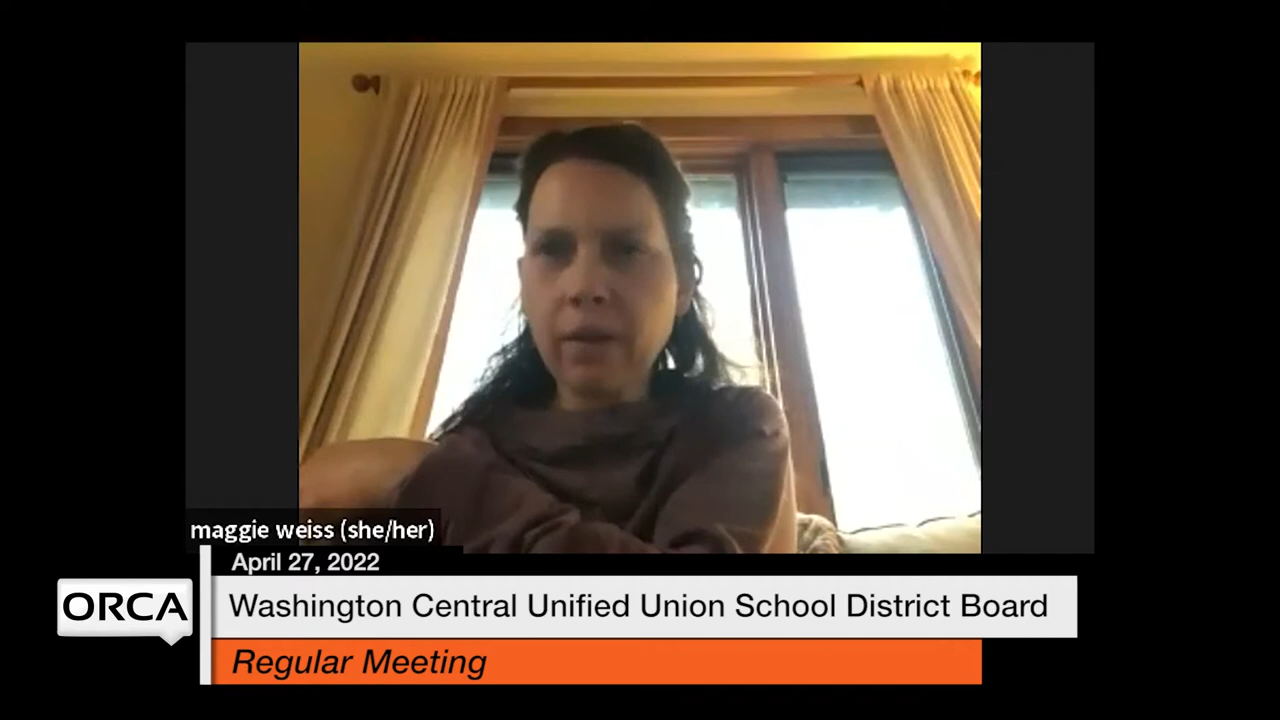 maggie weiss (she/her)
April 27, 2022
ORCA
Washington Central Unified Union School District Board
Regular Meeting